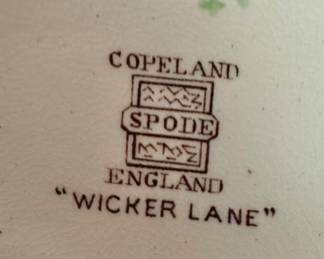 COPELAND
SPODE
ENGLAND
"WICKER LANE"